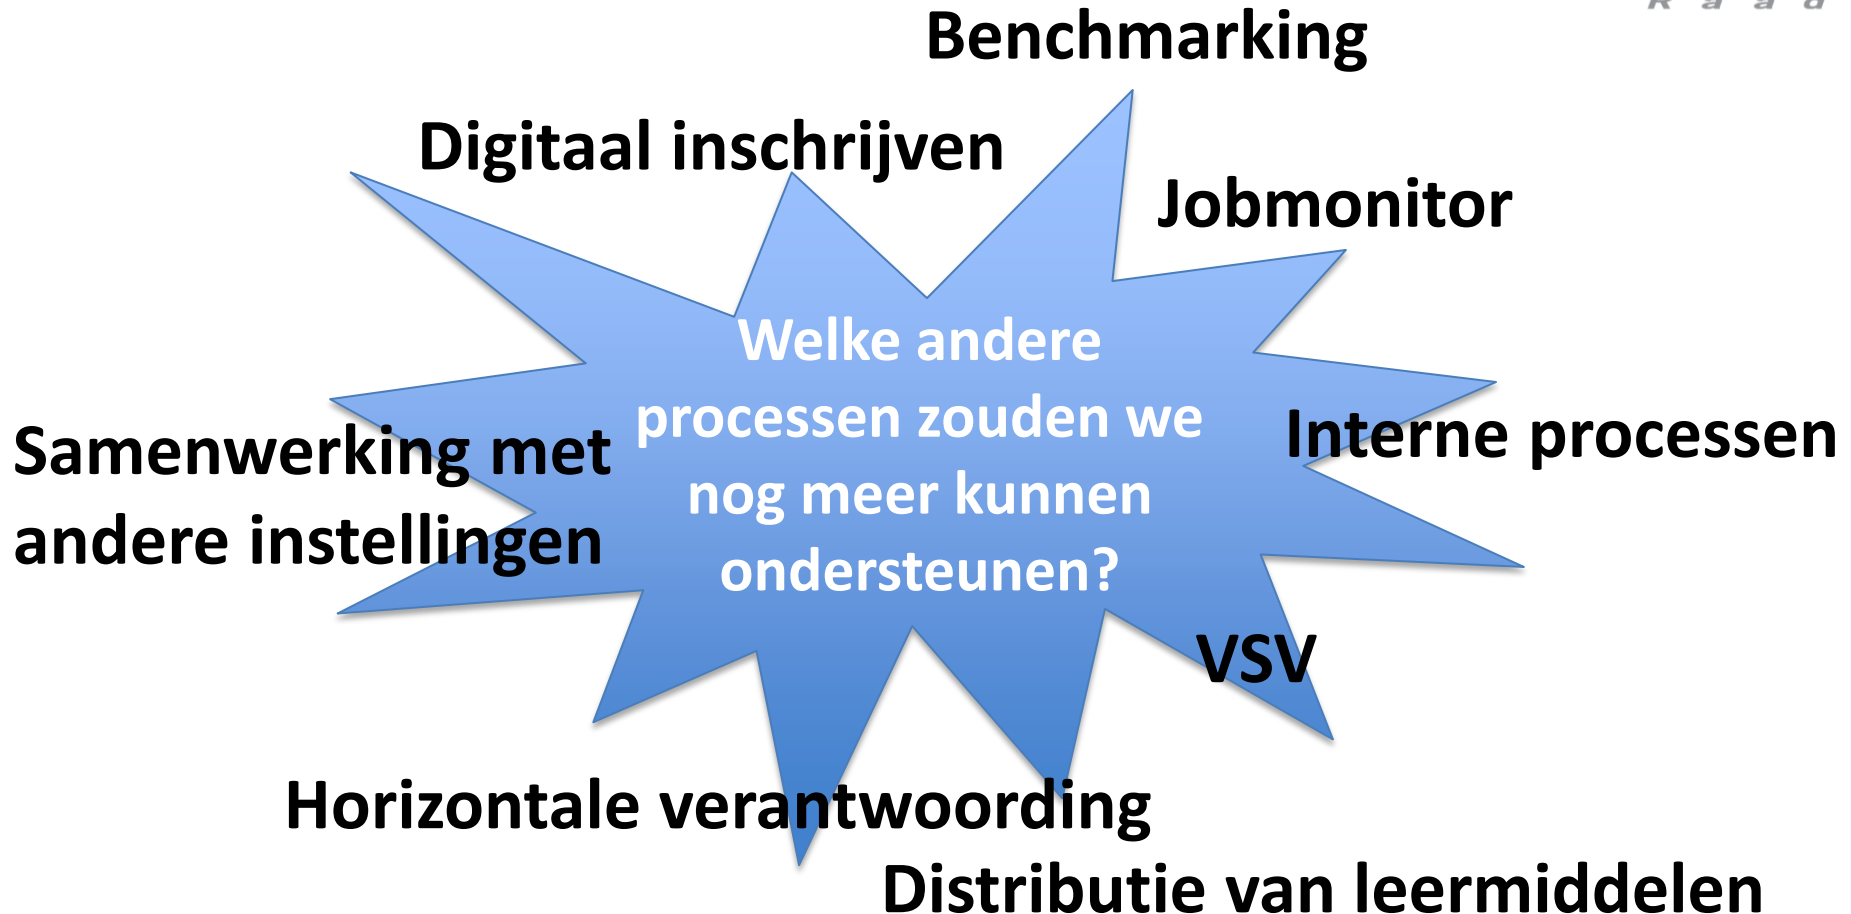 Raad
Benchmarking
Digitaal inschrijven
Jobmonitor
Welke andere
processen zouden we
nog meer kunnen
ondersteunen?
Interne processen
Samenwerking met
andere instellingen
VSV
Horizontale verantwoording
Distributie van leermiddelen